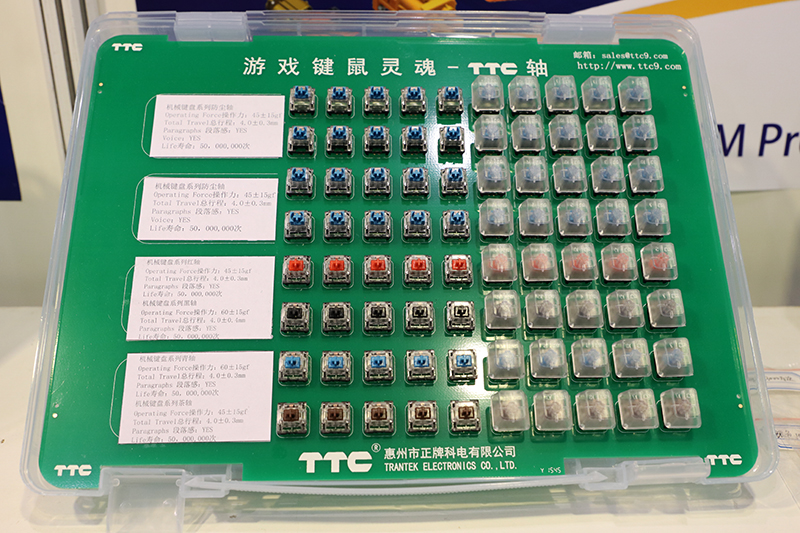 TTC
游戏键鼠灵魂-TTC轴
邮箱: sales@ttc9.com
http://www.ttc9.com
M Pro
机械键盘系列防尘轴
Operating Force操作力: 45±15gf
Total Travel总行程: 4.0±0.3mm
Paragraphs 段落感: YES
Voice: YES
Life寿命: 50,000,000次
机械键盘系列防尘轴
Operating Force操作力: 45±15gf
Total Travel总行程: 4.0±0.3mm
Paragraphs 段落感: YES
Voice: YES
Life寿命: 50,000,000次
机械键盘系列红轴
Operating Force操作力: 45±15gf
Total Travel总行程: 4.0±0.3mm
Life寿命: 50,000,000次
机械键盘系列黑轴
Operating Force操作力: 60±15gf
Total Travel总行程: 4.0±0.4mm
Paragraphs 段落感: YES
Life寿命: 50,000,000次
机械键盘系列青轴
Operating Force操作力: 60±15gf
Total Travel总行程: 4.0±0.3mm
Paragraphs 段落感: YES
Life寿命: 50,000,000次
机械键盘系列茶轴
Operating Force操作力: 45±15gf
Total Travel总行程: 4.0±0.3mm
Paragraphs 段落感: YES
Life寿命: 50,000,000次
TTC
TTC® 惠州市正牌科电有限公司
TRANTEK ELECTRONICS CO.,LTD.
Y 1545
TTC